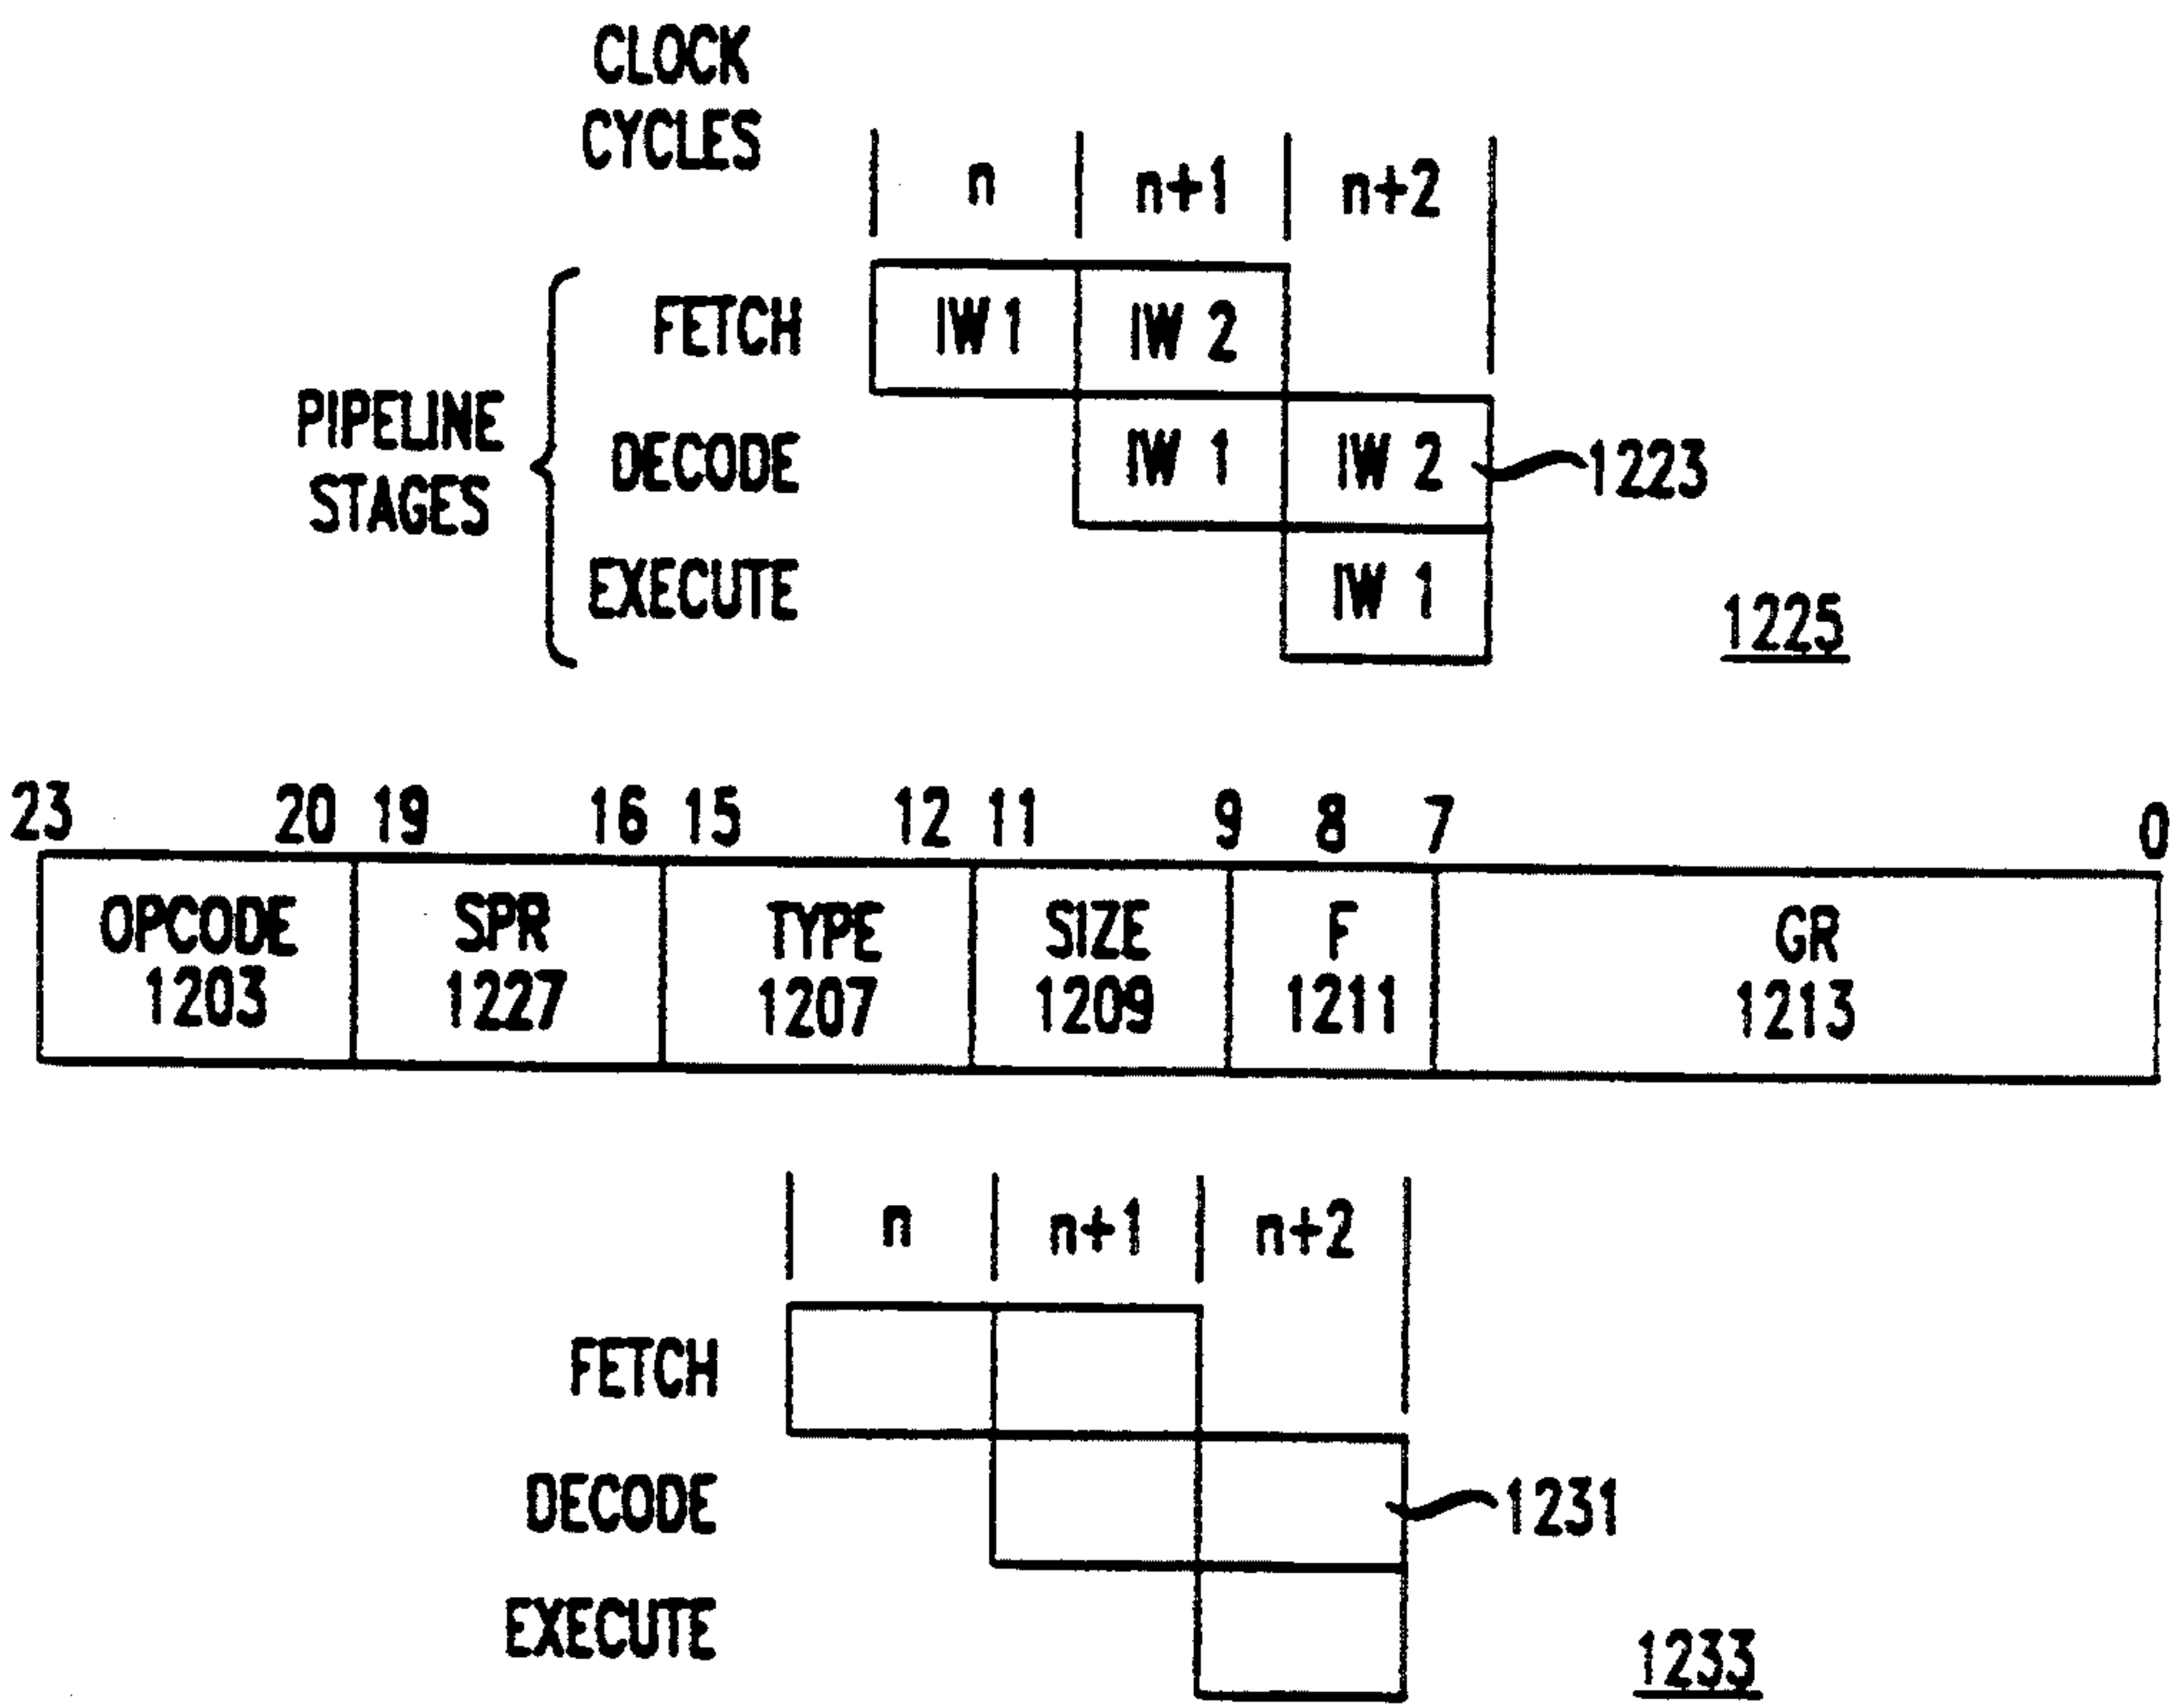 CLOCK
CYCLES
n n+1 n+2
FETCH IW 1 IW 2
PIPELINE
STAGES
DECODE IW 1 IW 2 1223
EXECUTE IW 1
1225
23 20 19 16 15 12 11 9 8 7 0
OPCODE SPR TYPE SIZE F GR
1203 1227 1207 1209 1211 1213
n n+1 n+2
FETCH
DECODE 1231
EXECUTE
1233